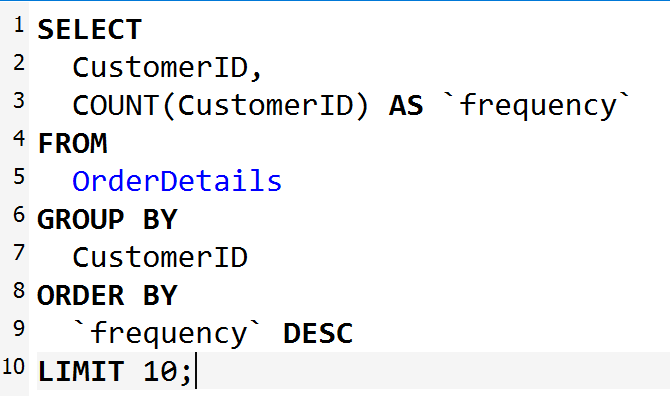 1 SELECT
2   CustomerID,
3   COUNT(CustomerID) AS `frequency`
4 FROM
5   OrderDetails
6 GROUP BY
7   CustomerID
8 ORDER BY
9   `frequency` DESC
10 LIMIT 10;